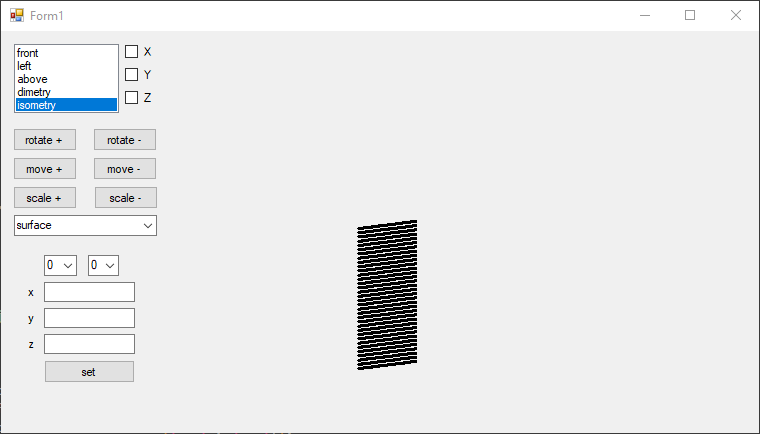 Form1
front
left
above
dimetry
isometry
X
Y
Z
rotate +
rotate -
move +
move -
scale +
scale -
surface
0
0
x
y
z
set